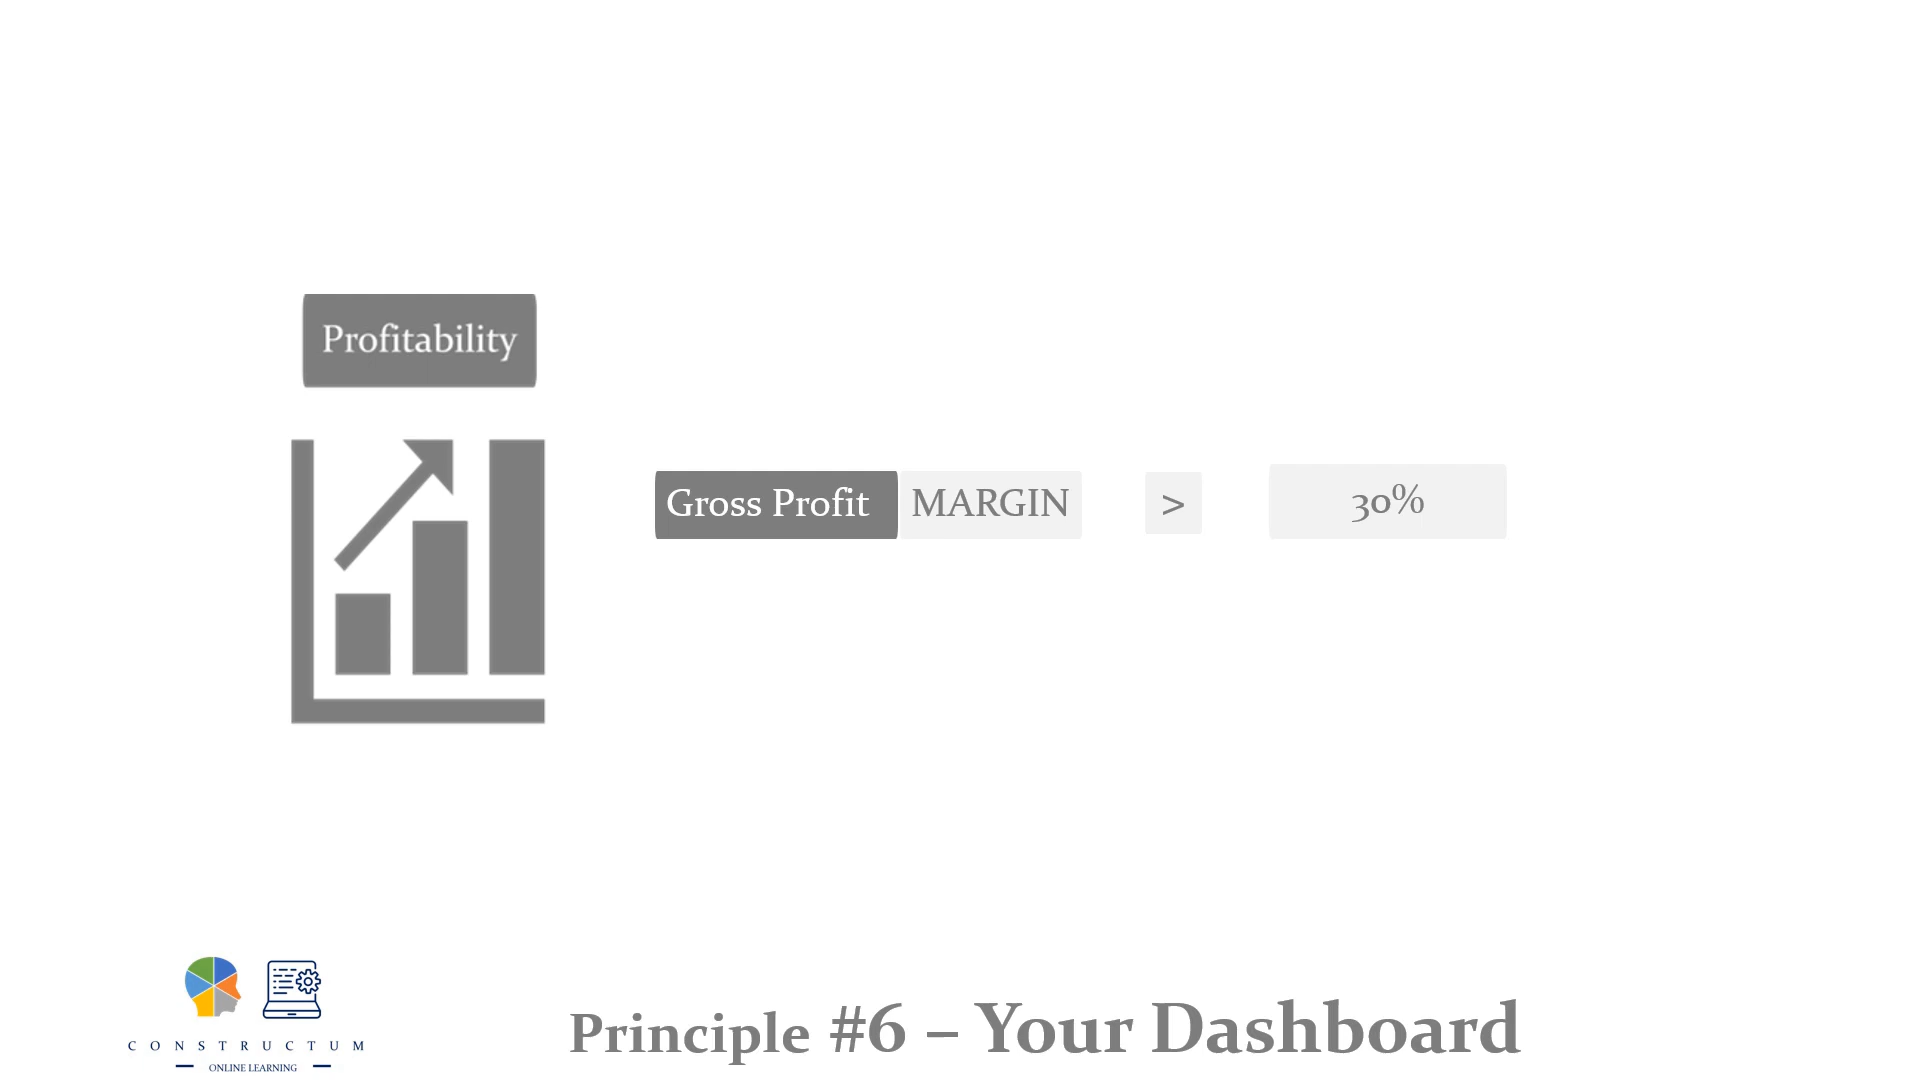 Profitability
Gross Profit MARGIN > 30%
Principle #6 – Your Dashboard
CONSTRUCTUM
ONLINE LEARNING